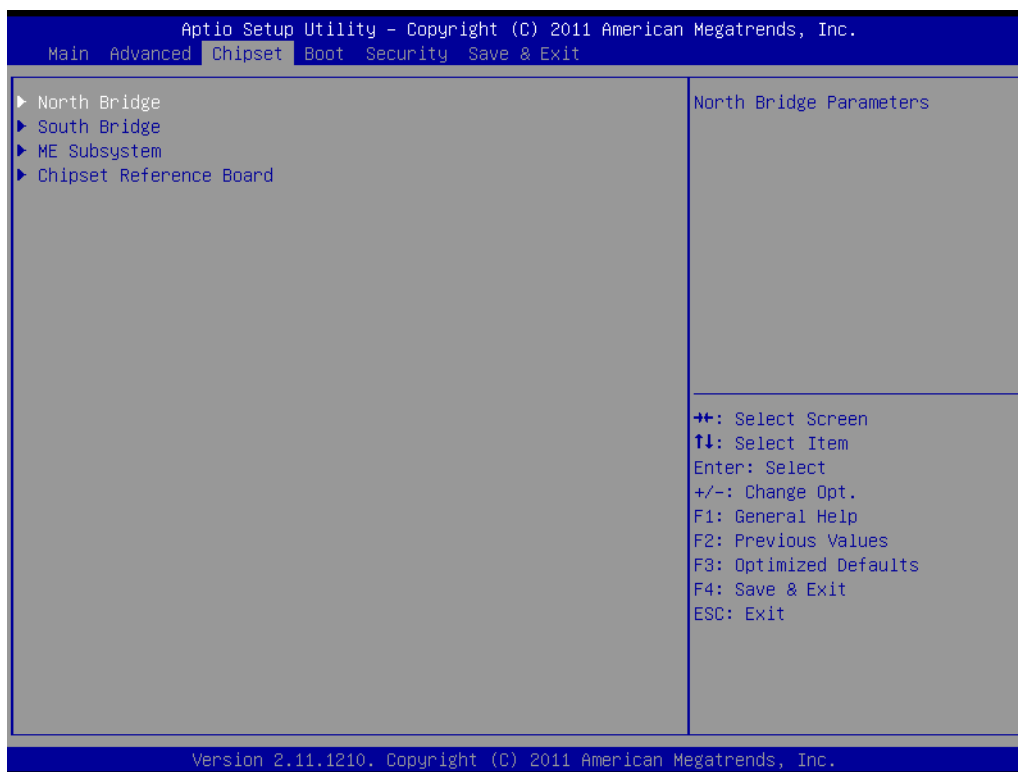 Aptio Setup Utility – Copyright (C) 2011 American Megatrends, Inc.
Main Advanced Chipset Boot Security Save & Exit
North Bridge
South Bridge
ME Subsystem
Chipset Reference Board
North Bridge Parameters
→←: Select Screen
↑↓: Select Item
Enter: Select
+/-: Change Opt.
F1: General Help
F2: Previous Values
F3: Optimized Defaults
F4: Save & Exit
ESC: Exit
Version 2.11.1210. Copyright (C) 2011 American Megatrends, Inc.